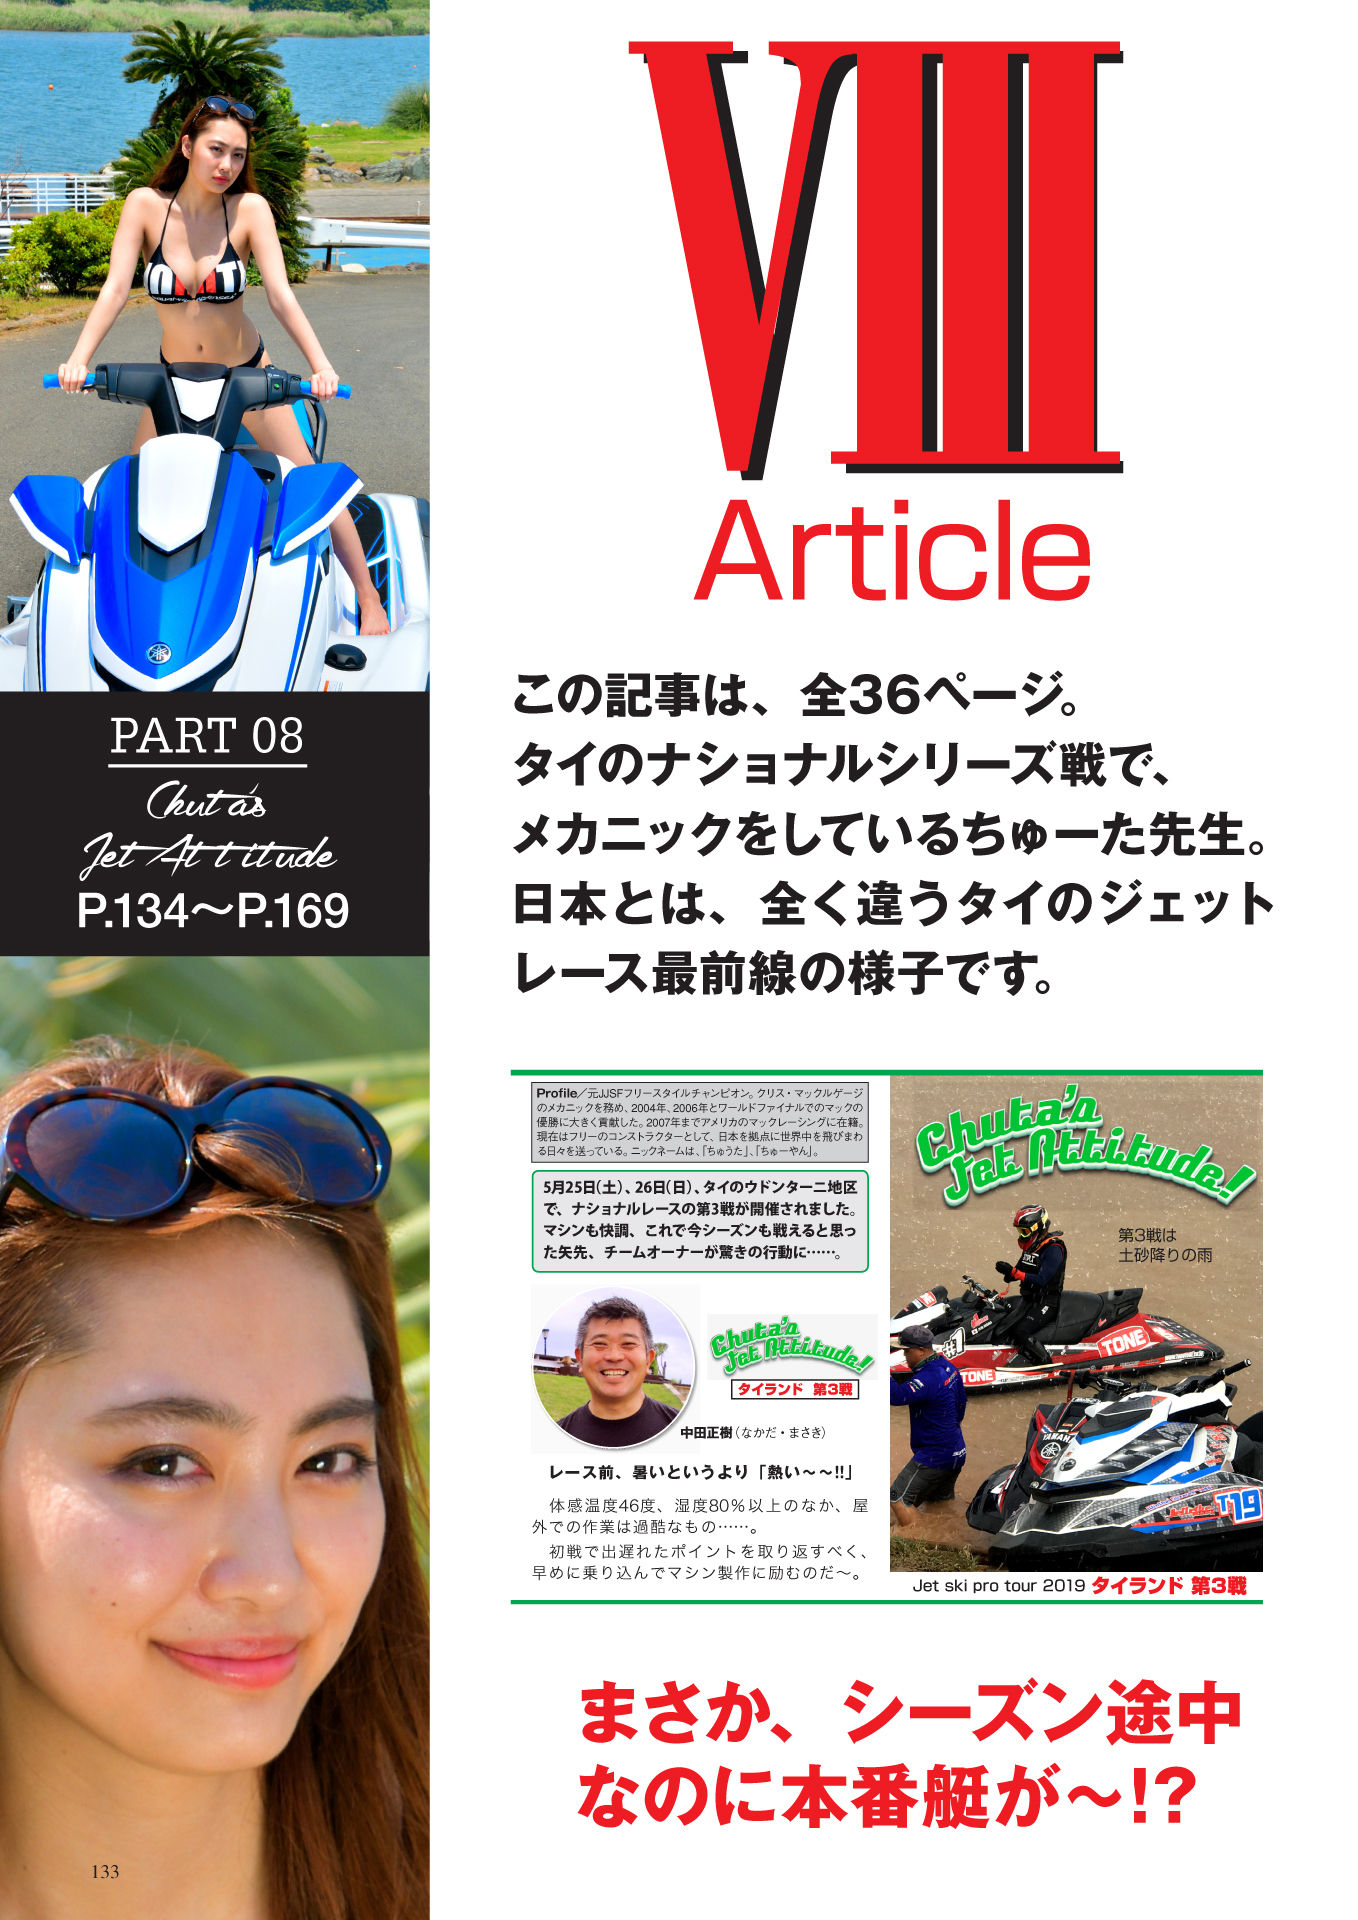 VIII
Article
この記事は、全36ページ。
タイのナショナルシリーズ戦で、
メカニックをしているちゅーた先生。
日本とは、全く違うタイのジェット
レース最前線の様子です。
PART 08
Chuta's
Jet Attitude
P.134〜P.169
Profile／元JJSFフリースタイルチャンピオン。クリス・マックルゲージ
のメカニックを務め、2004年、2006年とワールドファイナルでのマックの
優勝に大きく貢献した。2007年までアメリカのマックレーシングに在籍。
現在はフリーのコンストラクターとして、日本を拠点に世界中を飛びまわ
る日々を送っている。ニックネームは、「ちゅうた」、「ちゅーやん」。
5月25日（土）、26日（日）、タイのウドンターニ地区
で、ナショナルレースの第3戦が開催されました。
マシンも快調、これで今シーズンも戦えると思っ
た矢先、チームオーナーが驚きの行動に……。
Chuta's
Jet Attitude!
タイランド 第3戦
中田正樹（なかだ・まさき）
レース前、暑いというより「熱い〜〜!!」
体感温度46度、湿度80％以上のなか、屋
外での作業は過酷なもの……。
初戦で出遅れたポイントを取り返すべく、
早めに乗り込んでマシン製作に励むのだ〜。
Chuta's
Jet Attitude!
第3戦は
土砂降りの雨
#1
TONE
TONE
YAMAHA
T19
Jet ski pro tour 2019 タイランド 第3戦
まさか、シーズン途中
なのに本番艇が〜!?
133